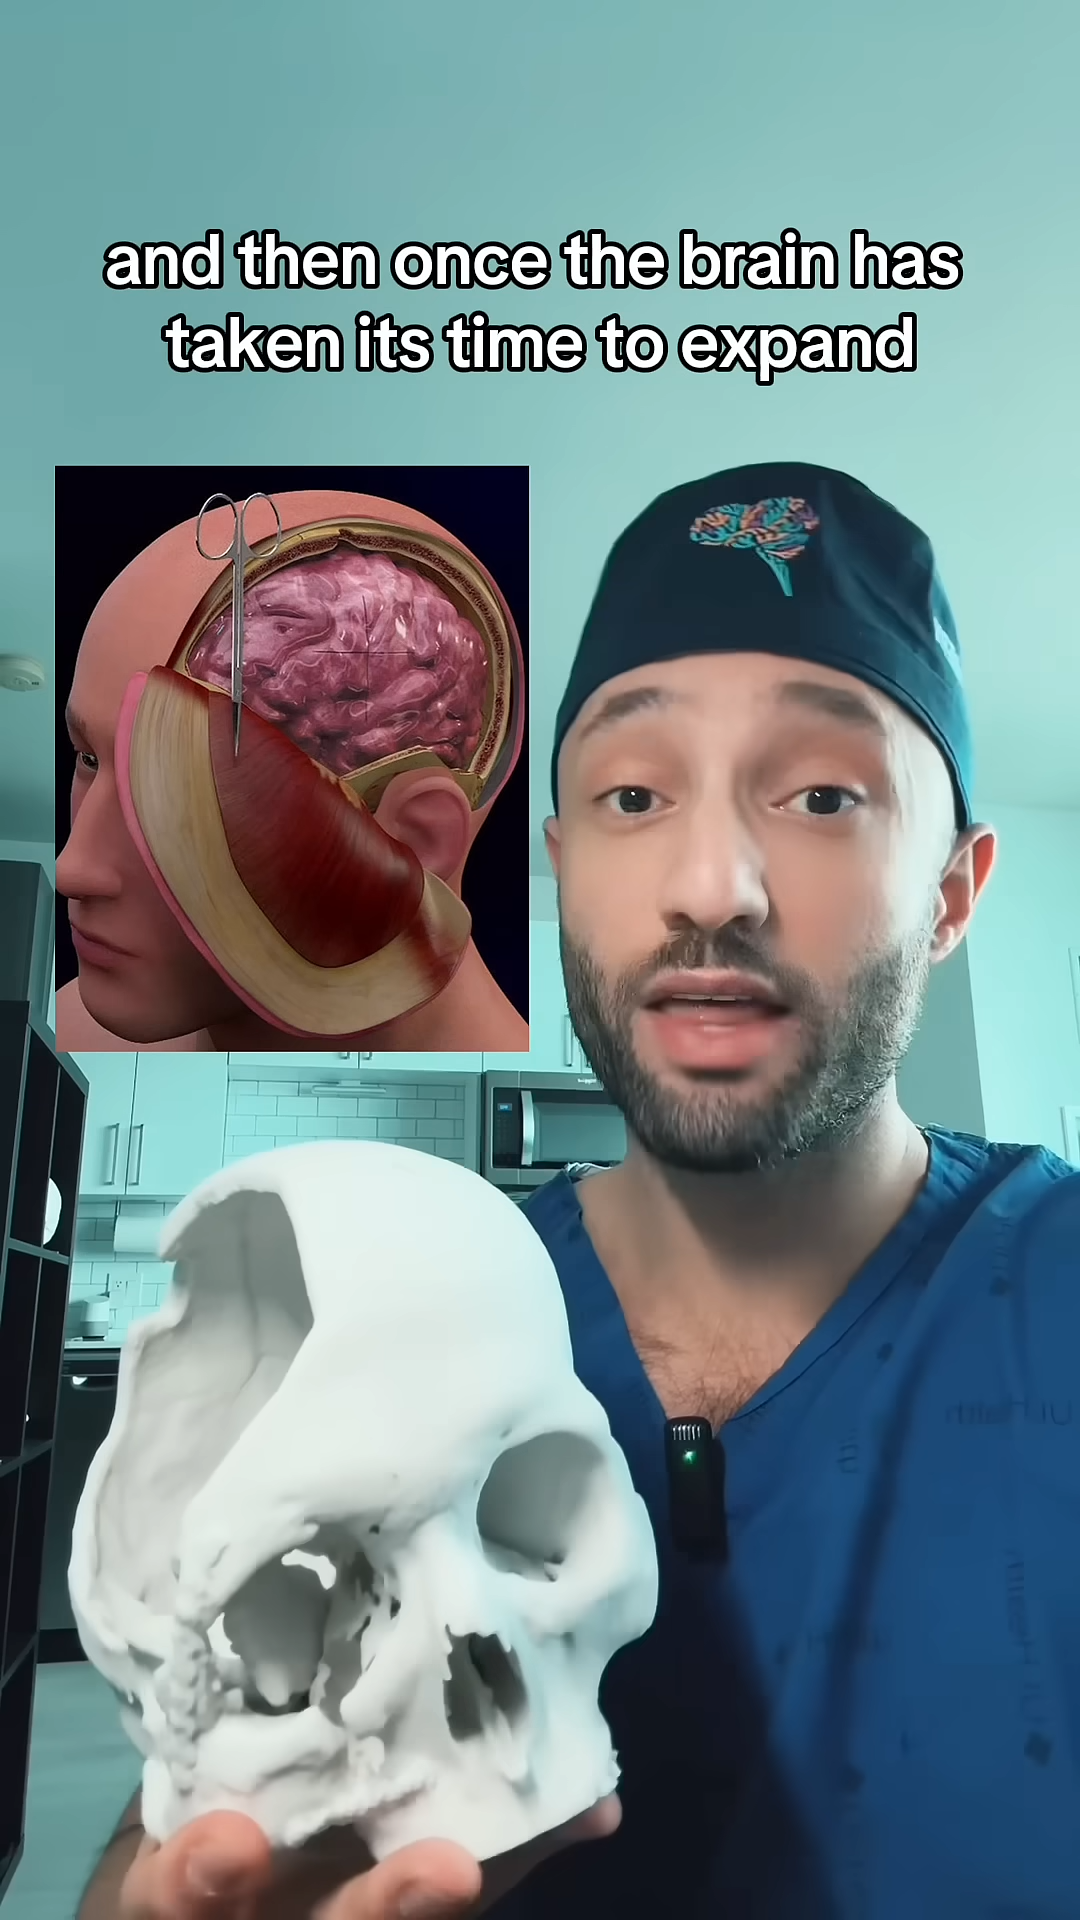 and then once the brain has
taken its time to expand